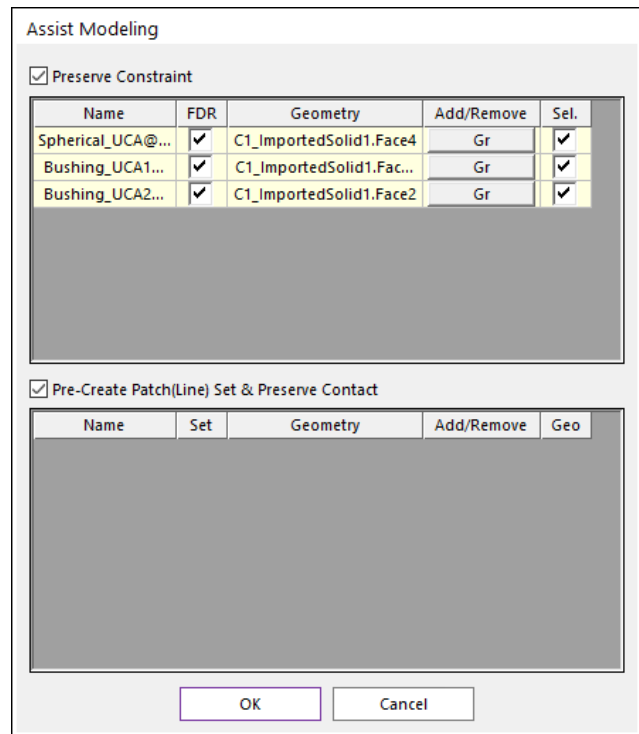 Assist Modeling
Preserve Constraint
Name FDR Geometry Add/Remove Sel.
Spherical_UCA@... C1_ImportedSolid1.Face4 Gr
Bushing_UCA1... C1_ImportedSolid1.Fac... Gr
Bushing_UCA2... C1_ImportedSolid1.Face2 Gr
Pre-Create Patch(Line) Set & Preserve Contact
Name Set Geometry Add/Remove Geo
OK Cancel